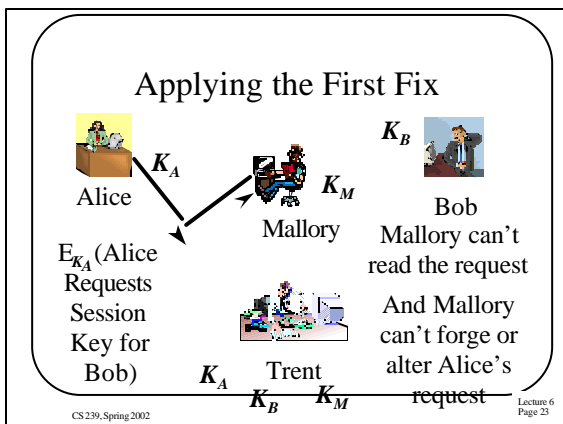 Applying the First Fix
K_A
K_B
Alice
K_M
Mallory
Bob
E_{K_A}(Alice
Requests
Session
Key for
Bob)
Mallory can't
read the request
And Mallory
can't forge or
alter Alice's
request
Trent
K_A
K_B
K_M
CS 239, Spring 2002
Lecture 6
Page 23